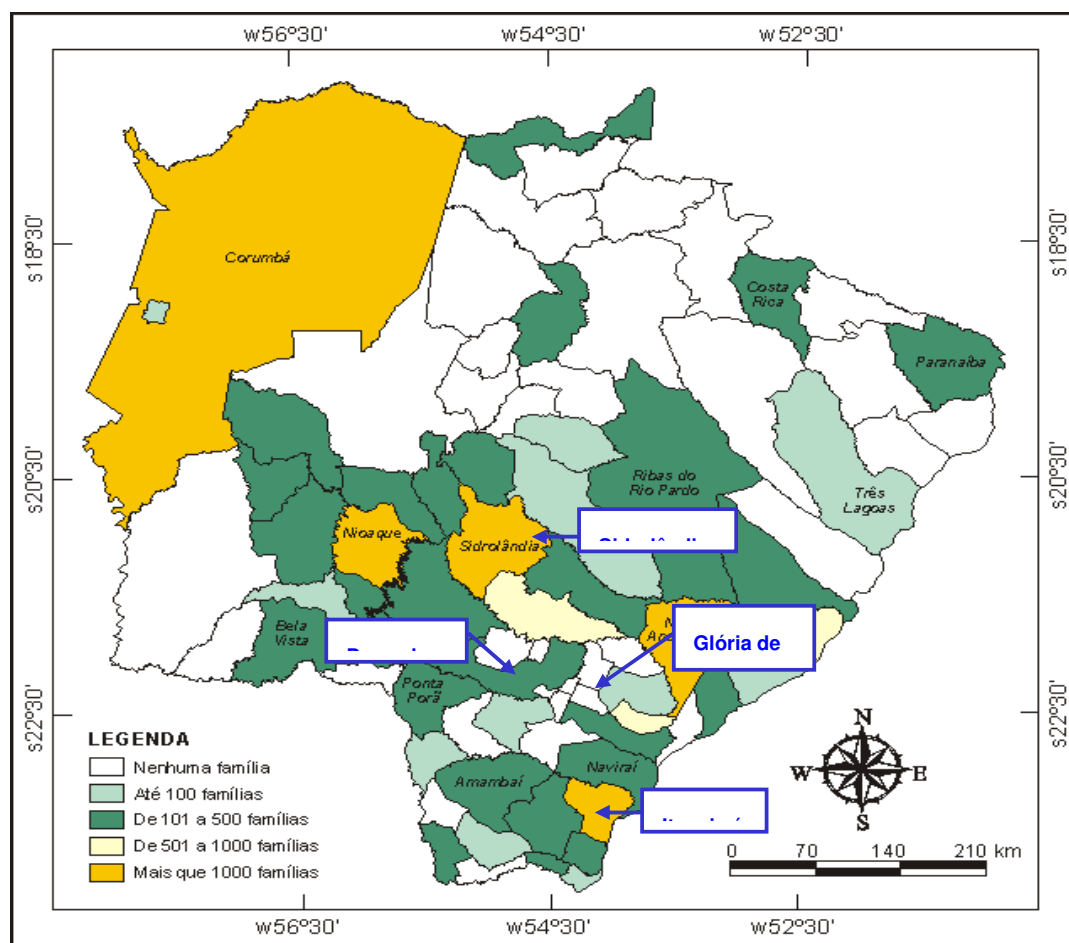 w56º30' w54º30' w52º30'
s18º30' s18º30'
Corumbá
Costa
Rica
Paranaíba
s20º30' s20º30'
Ribas do
Rio Pardo
Três
Lagoas
Nioaque
Sidrolândia
Bela
Vista
Glória de
Ponta
Porã
s22º30' s22º30'
Amambaí
Naviraí
LEGENDA
Nenhuma família
Até 100 famílias
De 101 a 500 famílias
De 501 a 1000 famílias
Mais que 1000 famílias
N
W E
S
0 70 140 210 km
w56º30' w54º30' w52º30'